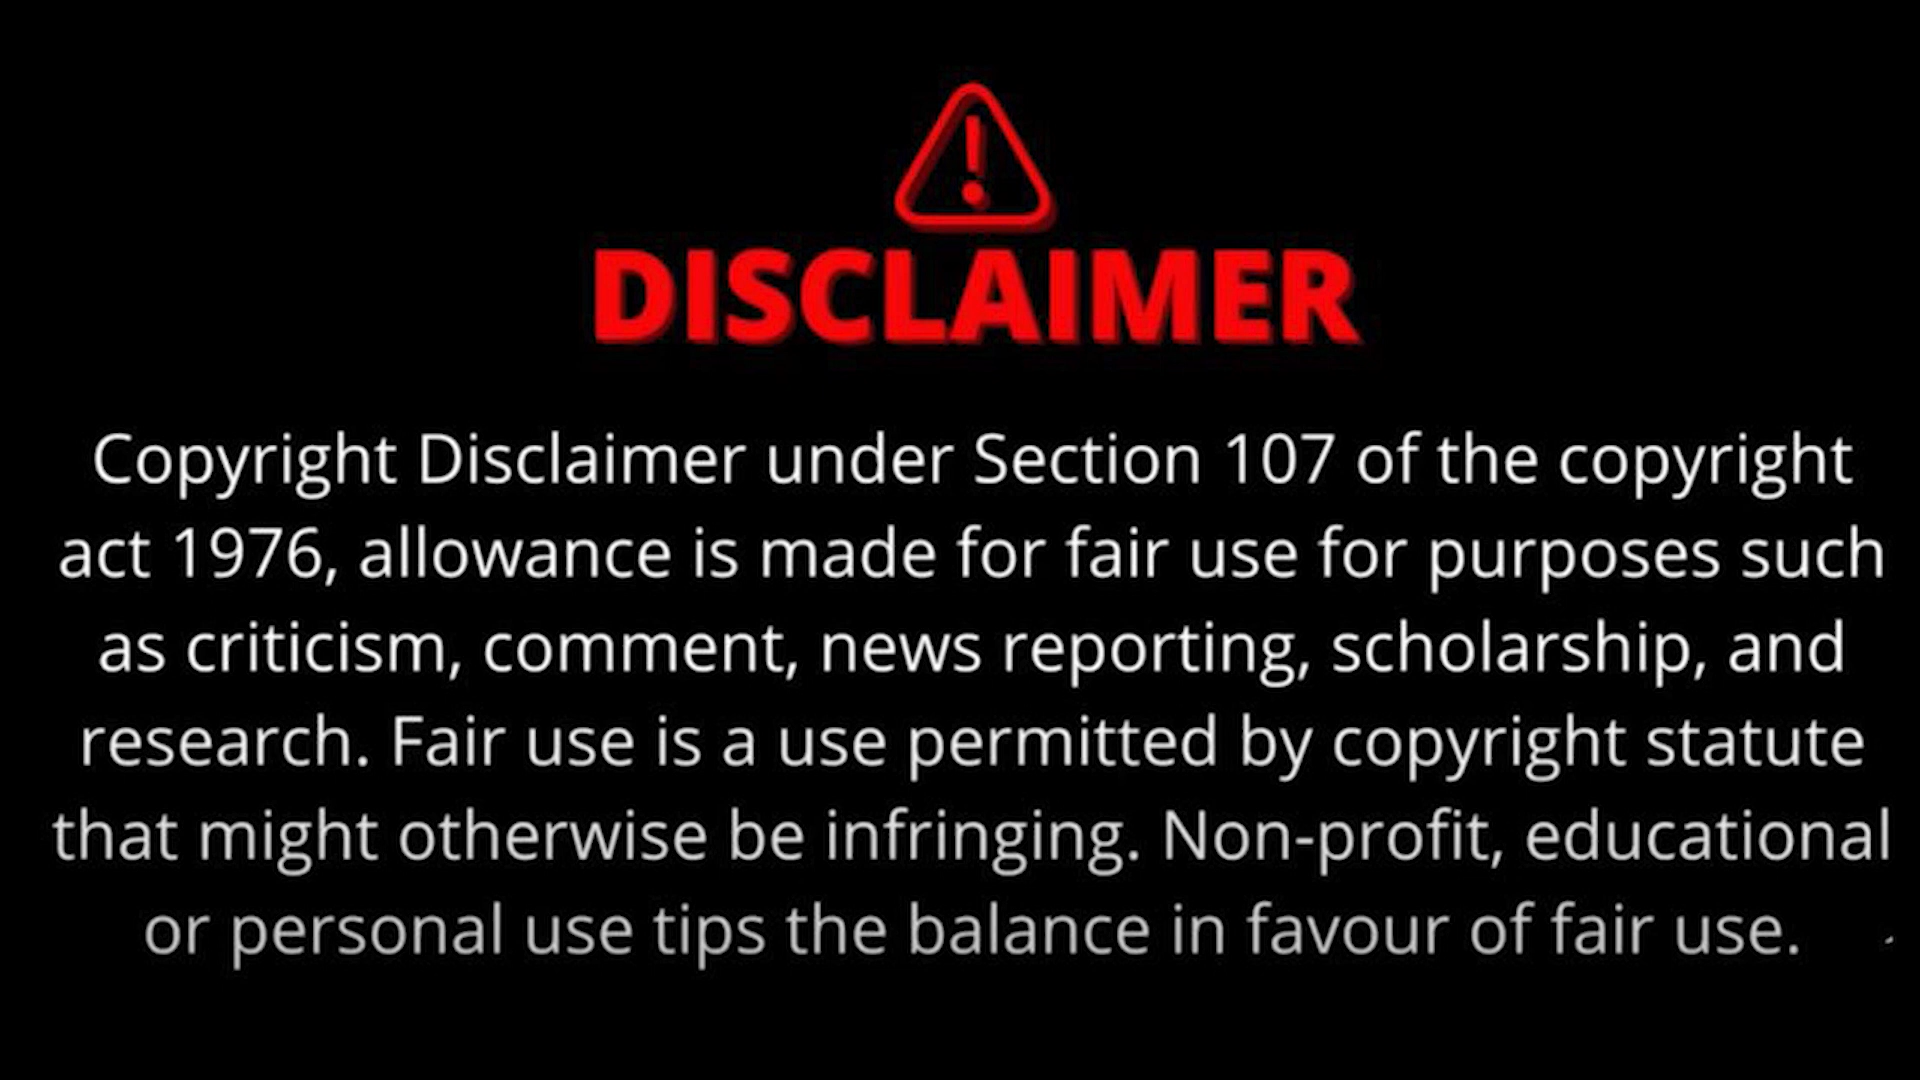 DISCLAIMER
Copyright Disclaimer under Section 107 of the copyright
act 1976, allowance is made for fair use for purposes such
as criticism, comment, news reporting, scholarship, and
research. Fair use is a use permitted by copyright statute
that might otherwise be infringing. Non-profit, educational
or personal use tips the balance in favour of fair use.